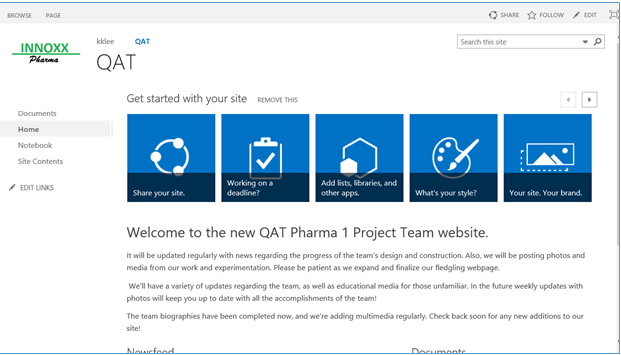 BROWSE PAGE SHARE FOLLOW EDIT
INNOXX
Pharma
kklee QAT
Search this site
QAT
Get started with your site REMOVE THIS
Documents
Home
Notebook
Site Contents
EDIT LINKS
Share your site.
Working on a
deadline?
Add lists, libraries, and
other apps.
What's your style?
Your site. Your brand.
Welcome to the new QAT Pharma 1 Project Team website.
It will be updated regularly with news regarding the progress of the team's design and construction. Also, we will be posting photos and
media from our work and experimentation. Please be patient as we expand and finalize our fledgling webpage.
We'll have a variety of updates regarding the team, as well as educational media for those unfamiliar. In the future weekly updates with
photos will keep you up to date with all the accomplishments of the team!
The team biographies have been completed now, and we're adding multimedia regularly. Check back soon for any new additions to our
site!
Newsfeed Documents